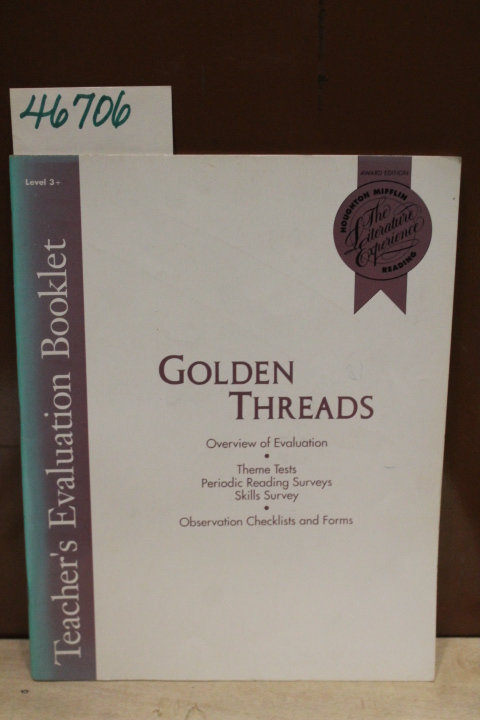 46706
Level 3+
Teacher's Evaluation Booklet
AWARD EDITION
HOUGHTON MIFFLIN
The
Literature
Experience
READING
GOLDEN
THREADS
Overview of Evaluation
•
Theme Tests
Periodic Reading Surveys
Skills Survey
•
Observation Checklists and Forms